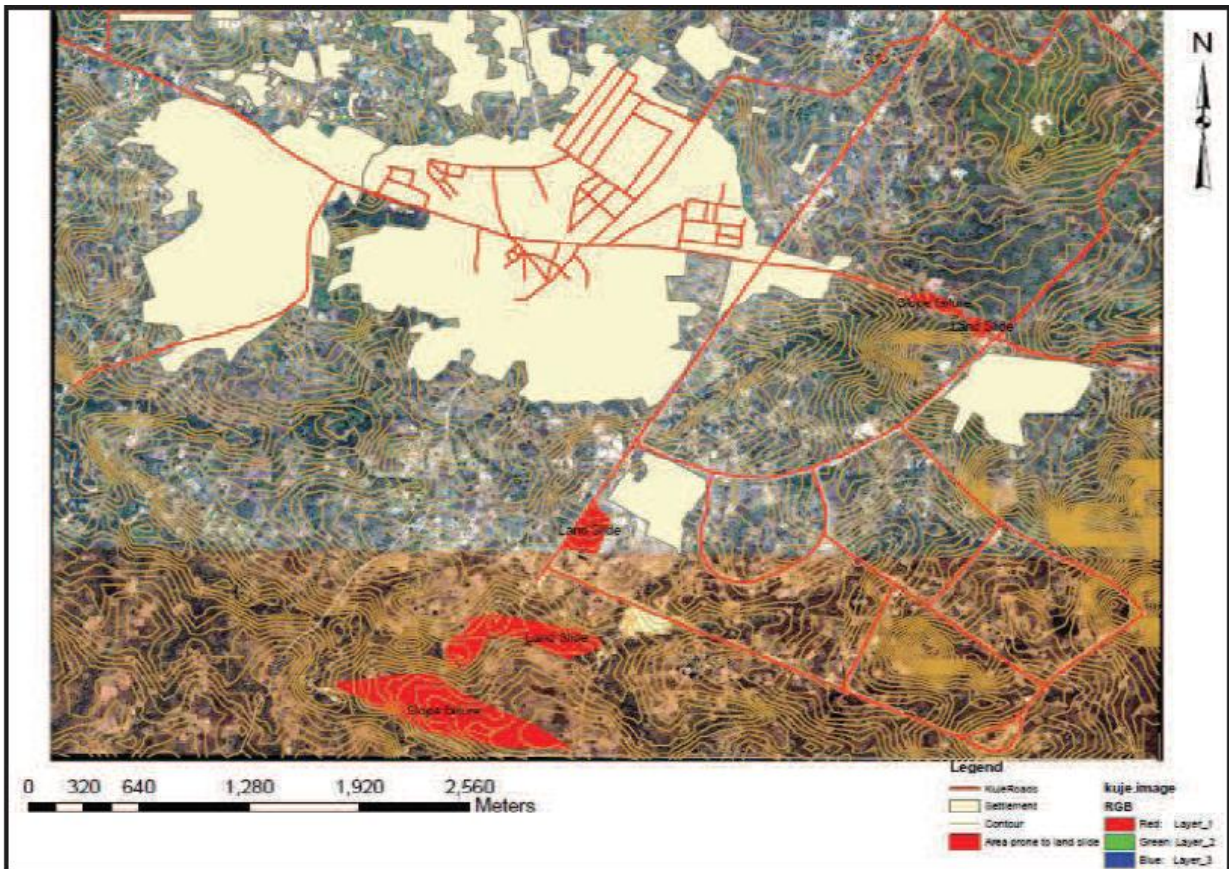 N
Slope failure
Land Slide
Land Slide
Land Slide
Slope failure
0 320 640 1,280 1,920 2,560
Meters
Legend
KujeRoads
Settlement
Contour
Area prone to land slide
kuje.image
RGB
Red: Layer_1
Green: Layer_2
Blue: Layer_3